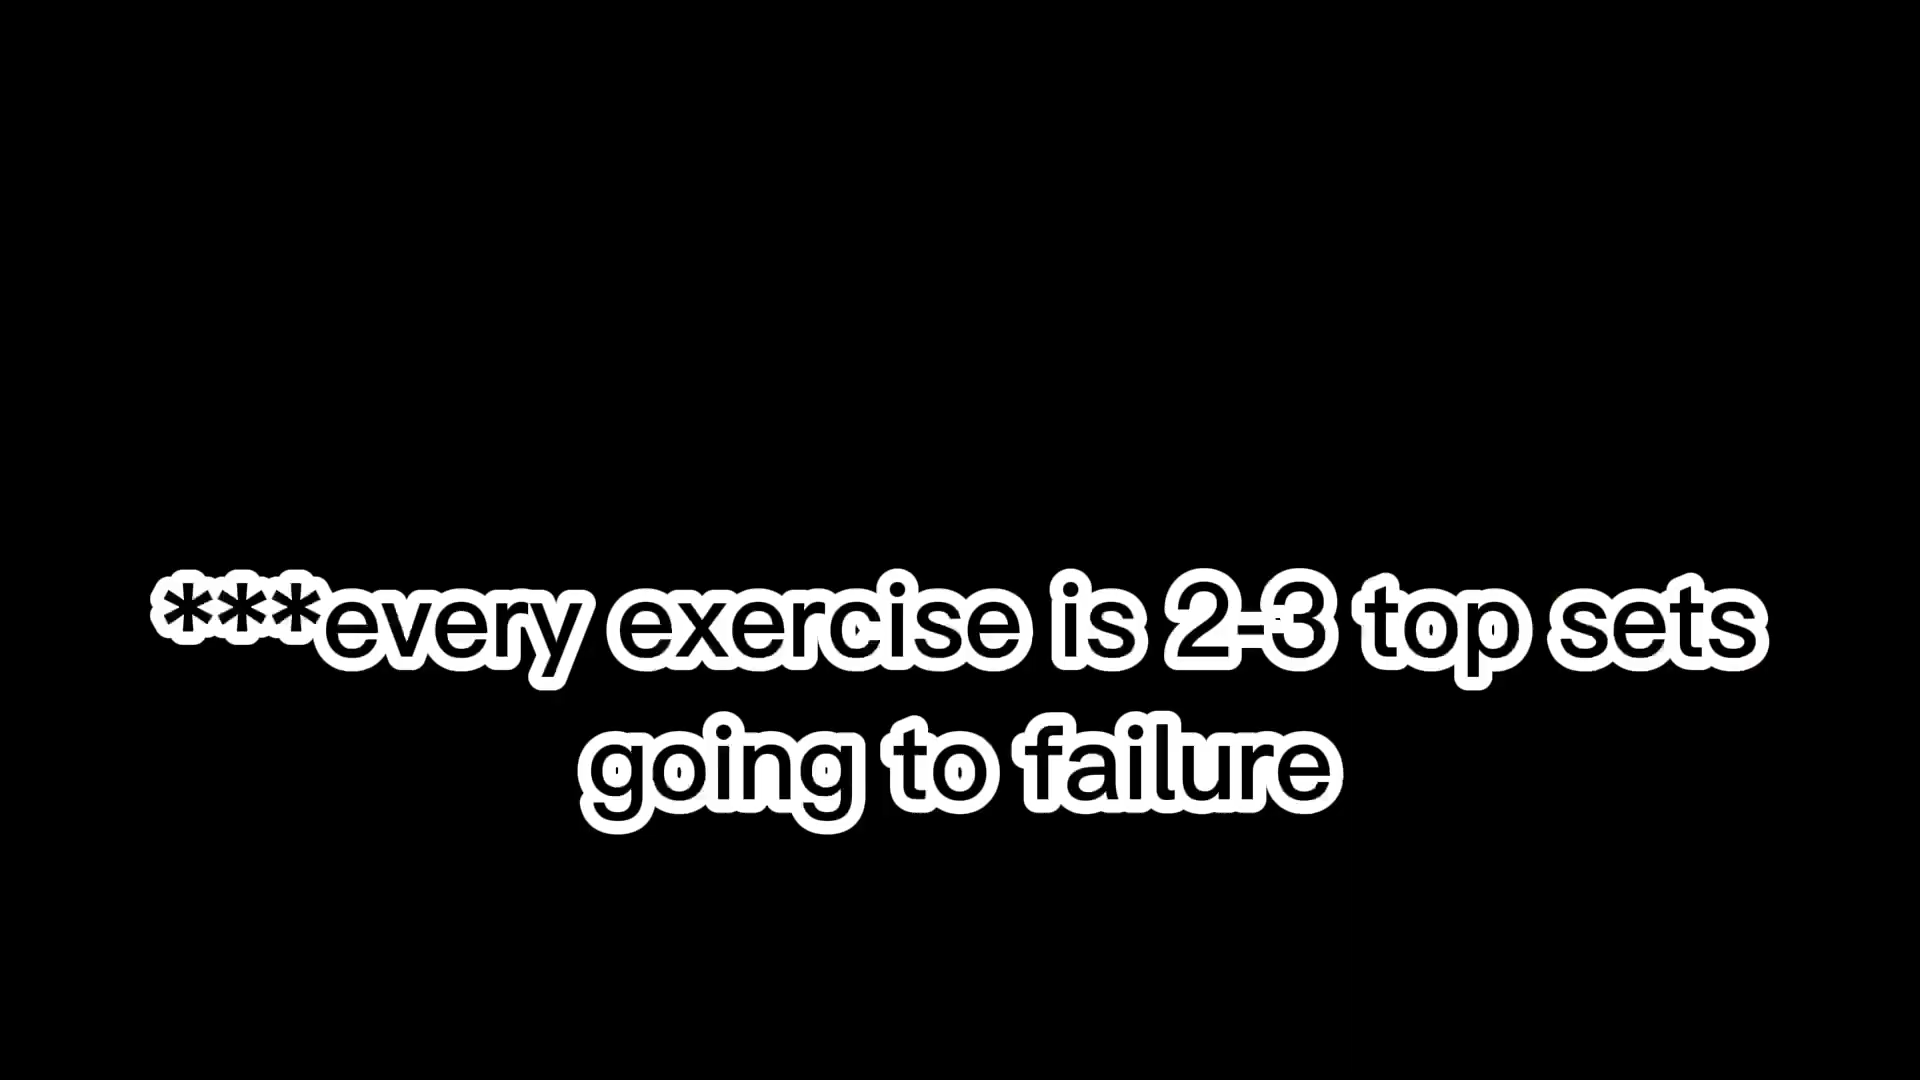 ***every exercise is 2-3 top sets
going to failure